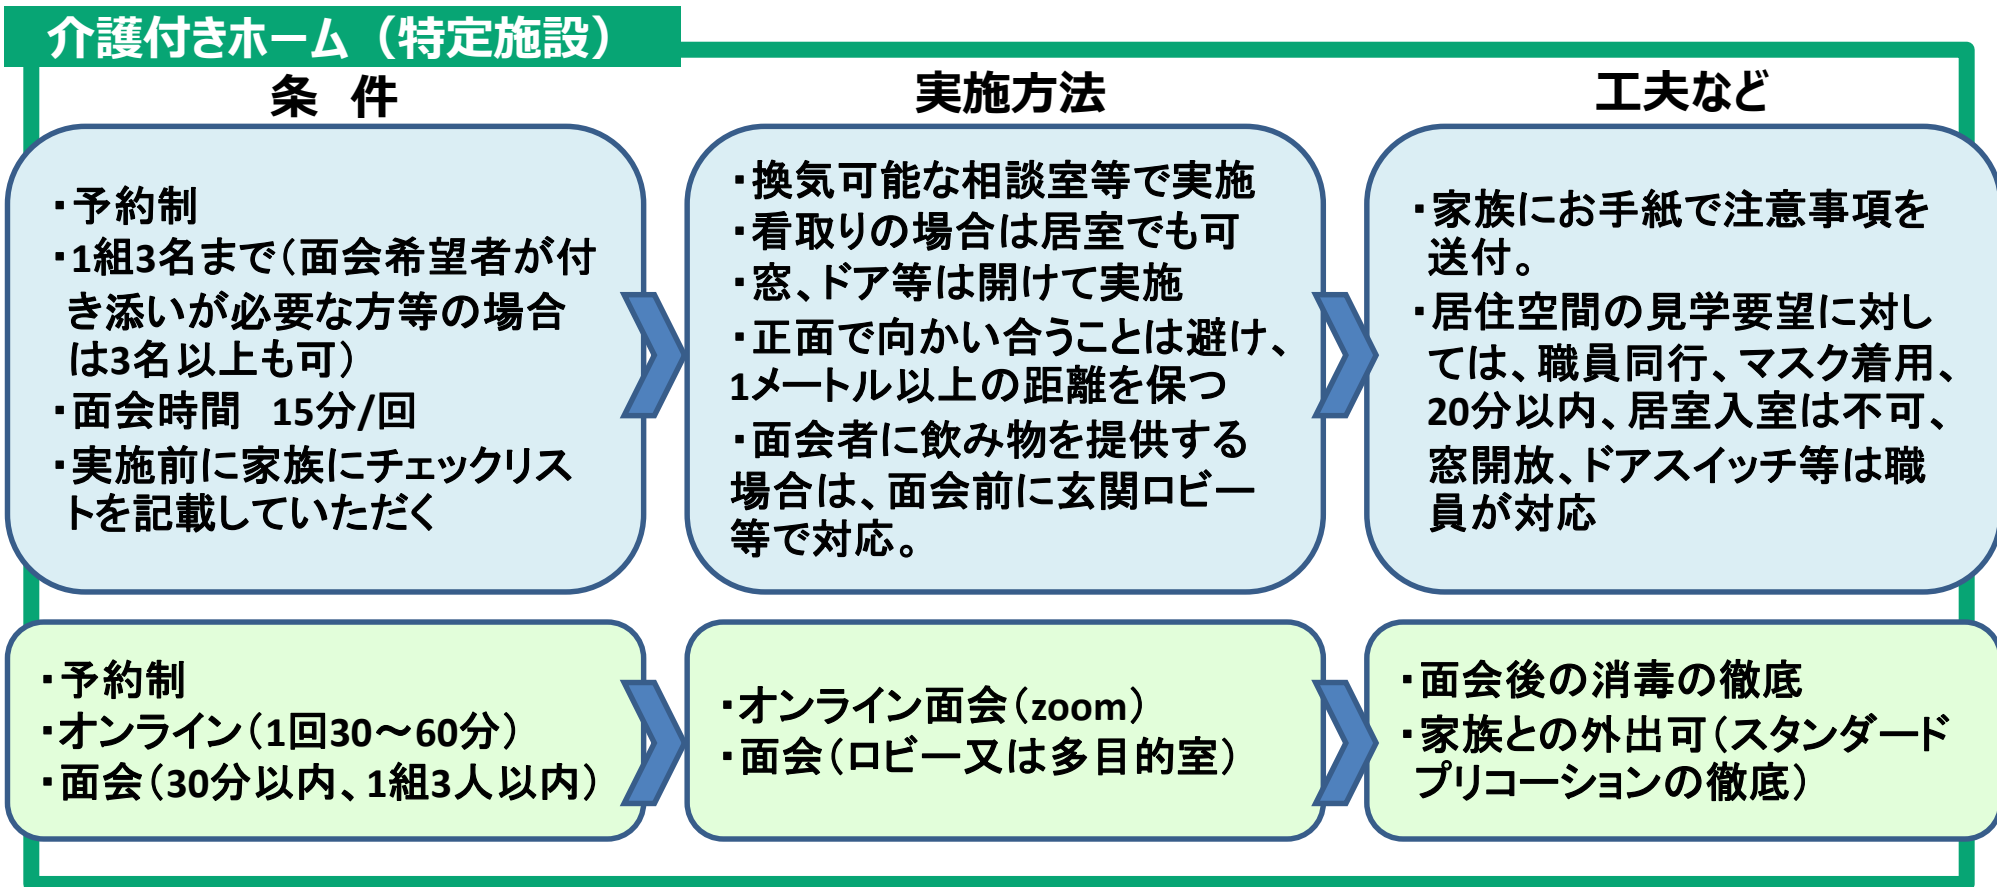 介護付きホーム（特定施設）
条　件
実施方法
工夫など
・予約制
・1組3名まで（面会希望者が付
き添いが必要な方等の場合
は3名以上も可）
・面会時間　15分/回
・実施前に家族にチェックリス
トを記載していただく
・換気可能な相談室等で実施
・看取りの場合は居室でも可
・窓、ドア等は開けて実施
・正面で向かい合うことは避け、
1メートル以上の距離を保つ
・面会者に飲み物を提供する
場合は、面会前に玄関ロビー
等で対応。
・家族にお手紙で注意事項を
送付。
・居住空間の見学要望に対し
ては、職員同行、マスク着用、
20分以内、居室入室は不可、
窓開放、ドアスイッチ等は職
員が対応
・予約制
・オンライン（1回30～60分）
・面会（30分以内、1組3人以内）
・オンライン面会（zoom）
・面会（ロビー又は多目的室）
・面会後の消毒の徹底
・家族との外出可（スタンダード
プリコーションの徹底）